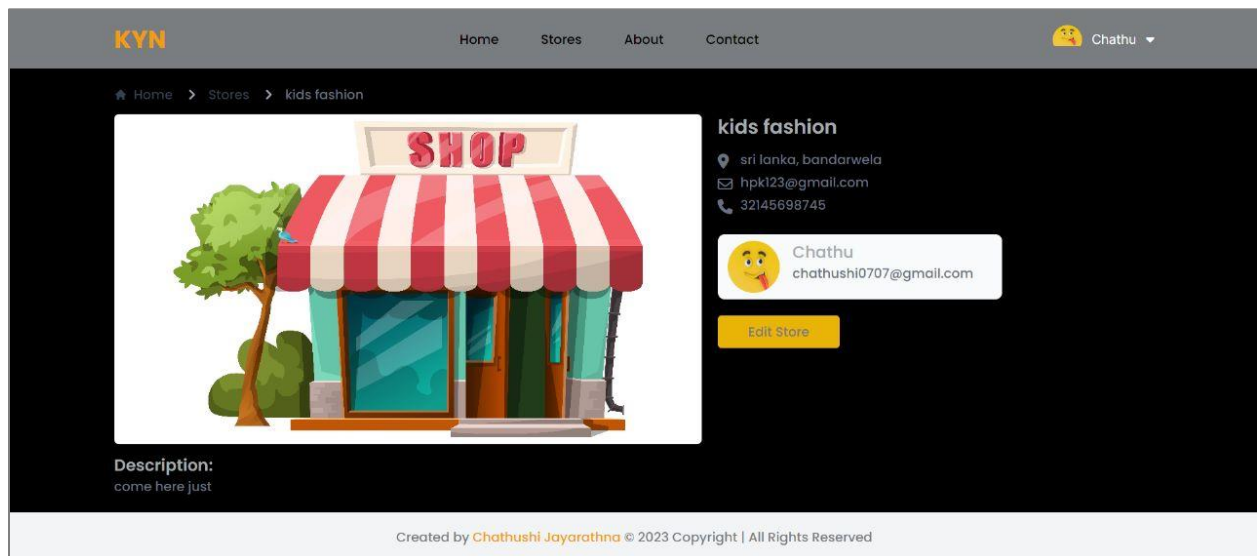 KYN
Home Stores About Contact
Chathu
Home > Stores > kids fashion
SHOP
kids fashion
sri lanka, bandarwela
hpk123@gmail.com
32145698745
Chathu
chathushi0707@gmail.com
Edit Store
Description:
come here just
Created by Chathushi Jayarathna © 2023 Copyright | All Rights Reserved